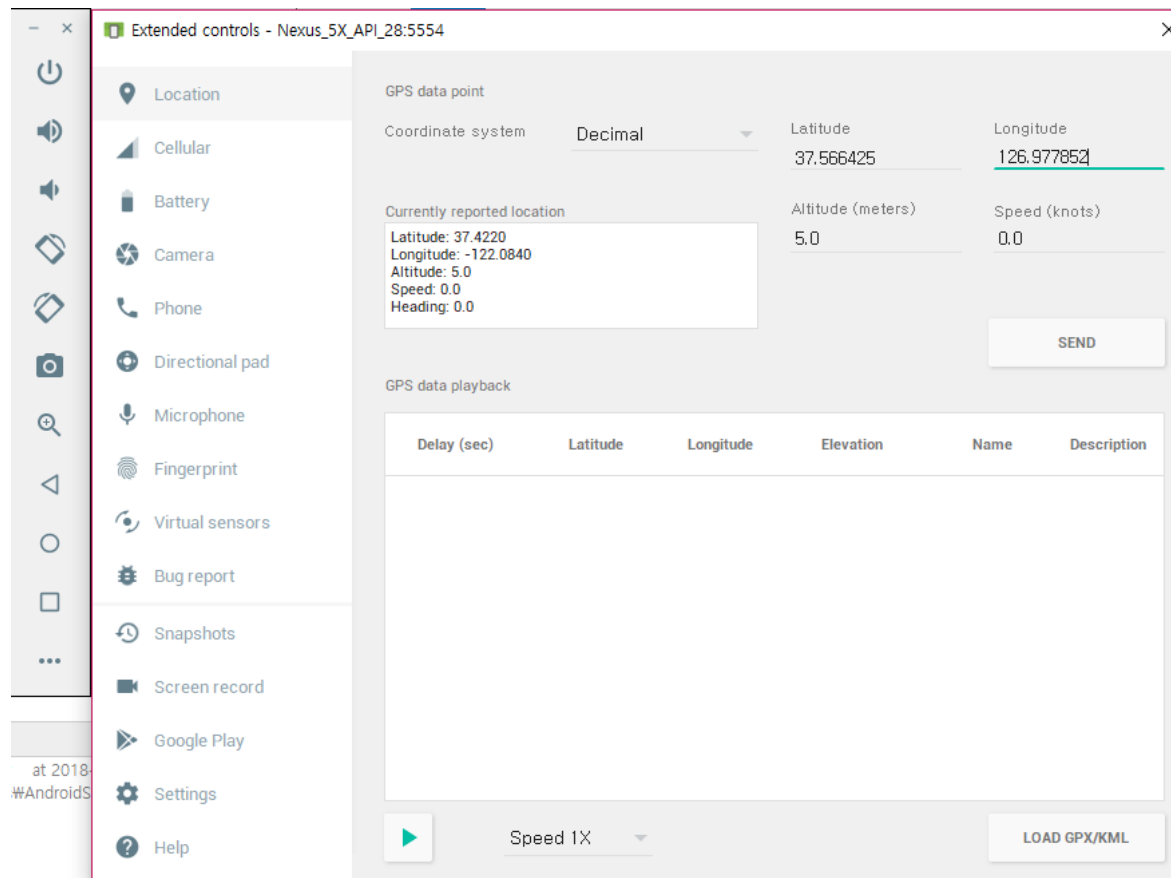 Extended controls - Nexus_5X_API_28:5554
Location
Cellular
Battery
Camera
Phone
Directional pad
Microphone
Fingerprint
Virtual sensors
Bug report
Snapshots
Screen record
Google Play
Settings
Help
at 2018-
₩AndroidS
GPS data point
Coordinate system
Decimal
Latitude
37.566425
Longitude
126.977852
Currently reported location
Latitude: 37.4220
Longitude: -122.0840
Altitude: 5.0
Speed: 0.0
Heading: 0.0
Altitude (meters)
5.0
Speed (knots)
0.0
SEND
GPS data playback
Delay (sec) Latitude Longitude Elevation Name Description
Speed 1X
LOAD GPX/KML